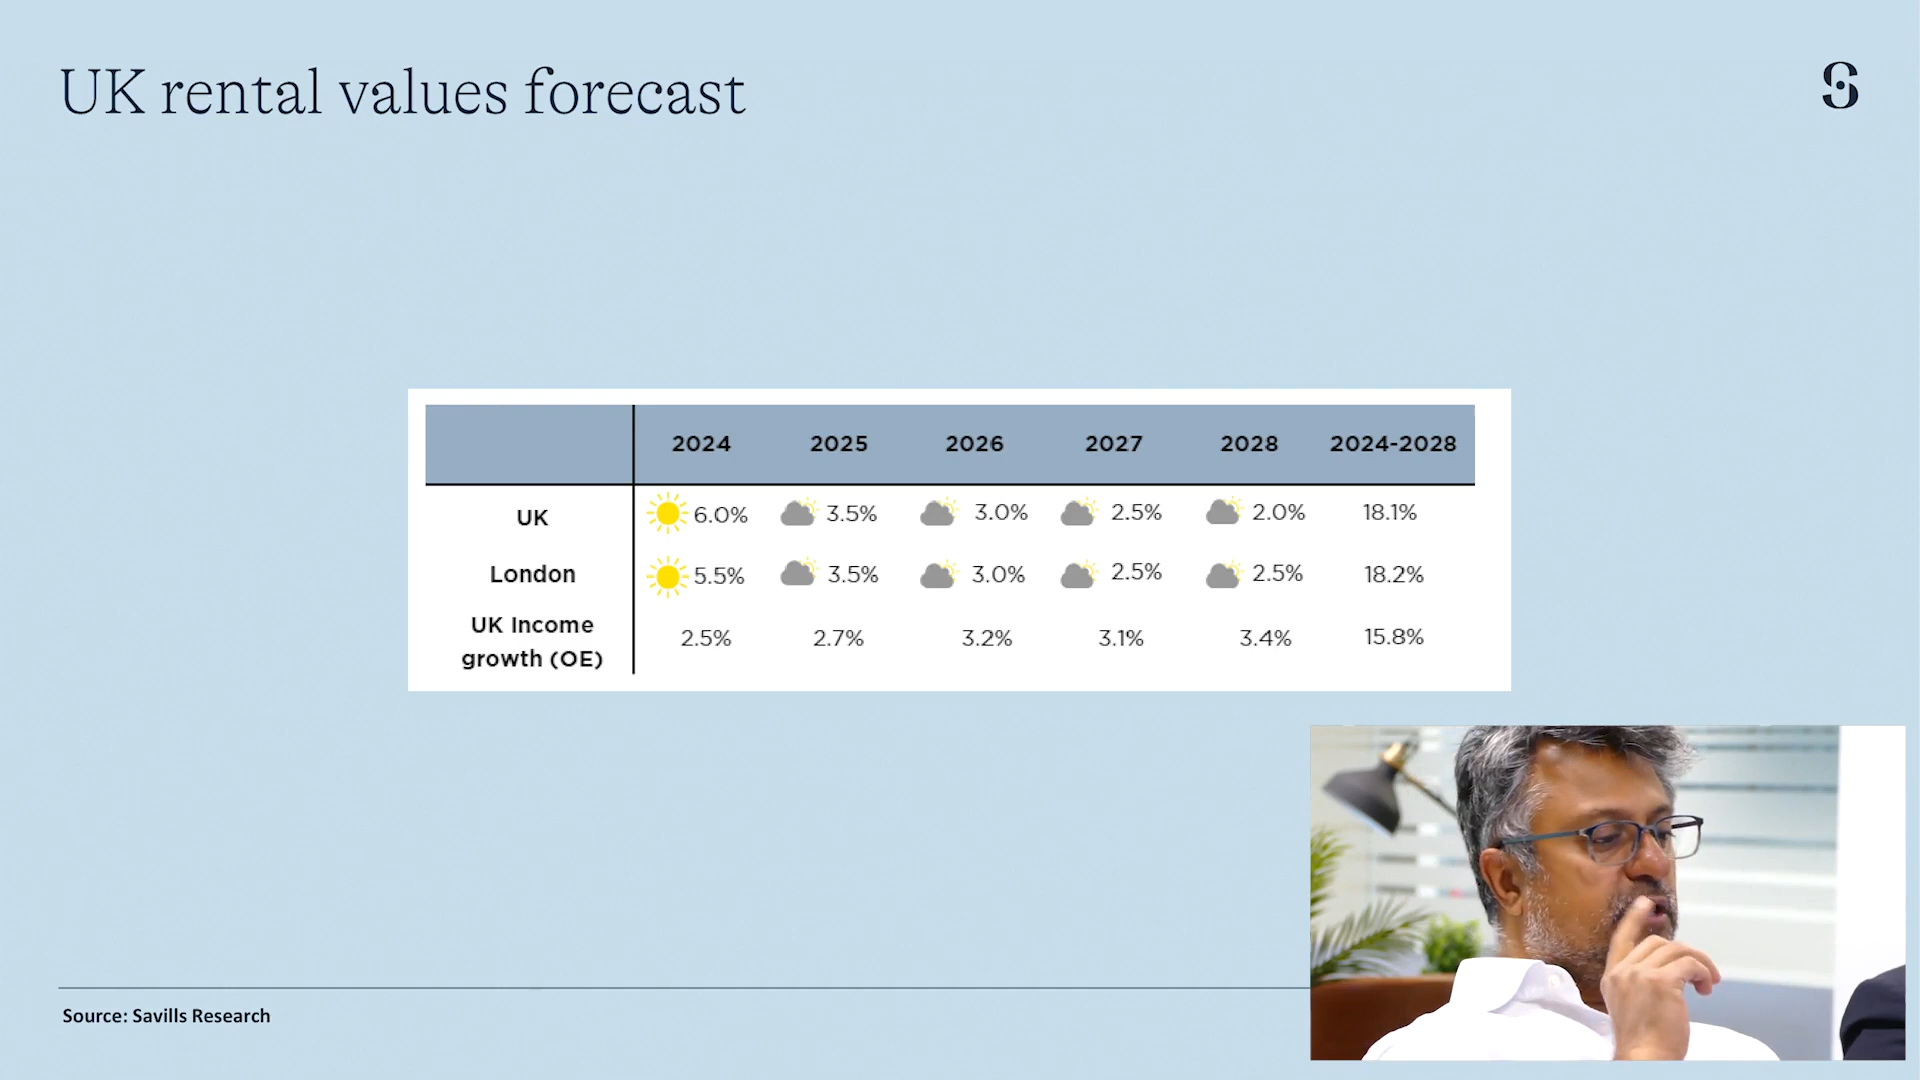 UK rental values forecast
2024 2025 2026 2027 2028 2024-2028
UK 6.0% 3.5% 3.0% 2.5% 2.0% 18.1%
London 5.5% 3.5% 3.0% 2.5% 2.5% 18.2%
UK Income
growth (OE) 2.5% 2.7% 3.2% 3.1% 3.4% 15.8%
Source: Savills Research